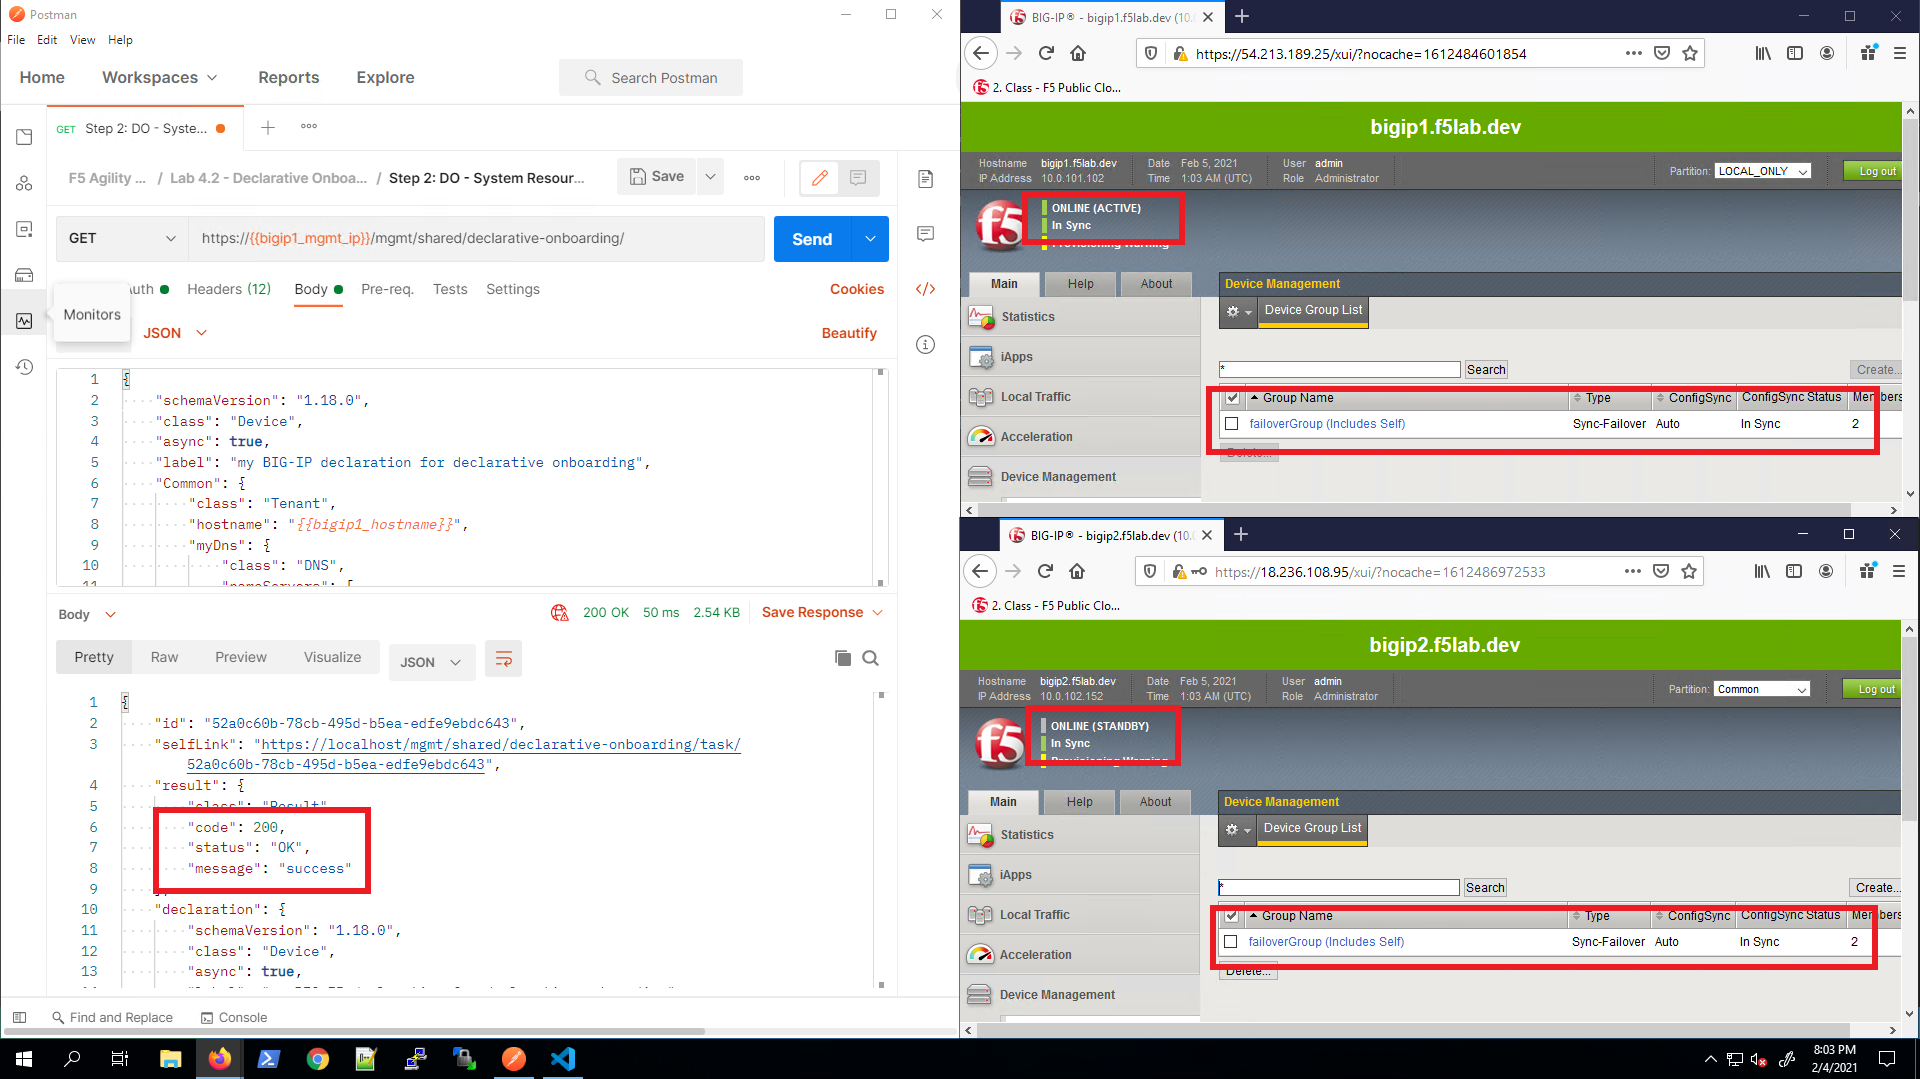 Postman
File Edit View Help
Home Workspaces Reports Explore Search Postman
GET Step 2: DO - Syste...
F5 Agility ... / Lab 4.2 - Declarative Onboa... / Step 2: DO - System Resour... Save
GET https://{{bigip1_mgmt_ip}}/mgmt/shared/declarative-onboarding/ Send
uth Headers (12) Body Pre-req. Tests Settings Cookies
Monitors
JSON Beautify
1 {
2 "schemaVersion": "1.18.0",
3 "class": "Device",
4 "async": true,
5 "label": "my BIG-IP declaration for declarative onboarding",
6 "Common": {
7 "class": "Tenant",
8 "hostname": "{{bigip1_hostname}}",
9 "myDns": {
10 "class": "DNS",
11 "nameServers": [
Body 200 OK 50 ms 2.54 KB Save Response
Pretty Raw Preview Visualize JSON
1 {
2 "id": "52a0c60b-78cb-495d-b5ea-edfe9ebdc643",
3 "selfLink": "https://localhost/mgmt/shared/declarative-onboarding/task/
52a0c60b-78cb-495d-b5ea-edfe9ebdc643",
4 "result": {
5 "class": "Result",
6 "code": 200,
7 "status": "OK",
8 "message": "success"
9
10 "declaration": {
11 "schemaVersion": "1.18.0",
12 "class": "Device",
13 "async": true,
Find and Replace Console
BIG-IP® - bigip1.f5lab.dev (10.
https://54.213.189.25/xui/?nocache=1612484601854
2. Class - F5 Public Clo...
bigip1.f5lab.dev
Hostname bigip1.f5lab.dev Date Feb 5, 2021 User admin
IP Address 10.0.101.102 Time 1:03 AM (UTC) Role Administrator
Partition: LOCAL_ONLY Log out
f5
ONLINE (ACTIVE)
In Sync
Provisioning Warning
Main Help About
Device Management
Device Group List
Statistics
iApps
Local Traffic
Acceleration
Device Management
* Search Create...
Group Name Type ConfigSync ConfigSync Status Members
failoverGroup (Includes Self) Sync-Failover Auto In Sync 2
Delete...
BIG-IP® - bigip2.f5lab.dev (10.
https://18.236.108.95/xui/?nocache=1612486972533
2. Class - F5 Public Clo...
bigip2.f5lab.dev
Hostname bigip2.f5lab.dev Date Feb 5, 2021 User admin
IP Address 10.0.102.152 Time 1:03 AM (UTC) Role Administrator
Partition: Common Log out
f5
ONLINE (STANDBY)
In Sync
Provisioning Warning
Main Help About
Device Management
Device Group List
Statistics
iApps
Local Traffic
Acceleration
Device Management
* Search Create...
Group Name Type ConfigSync ConfigSync Status Members
failoverGroup (Includes Self) Sync-Failover Auto In Sync 2
Delete...
8:03 PM
2/4/2021